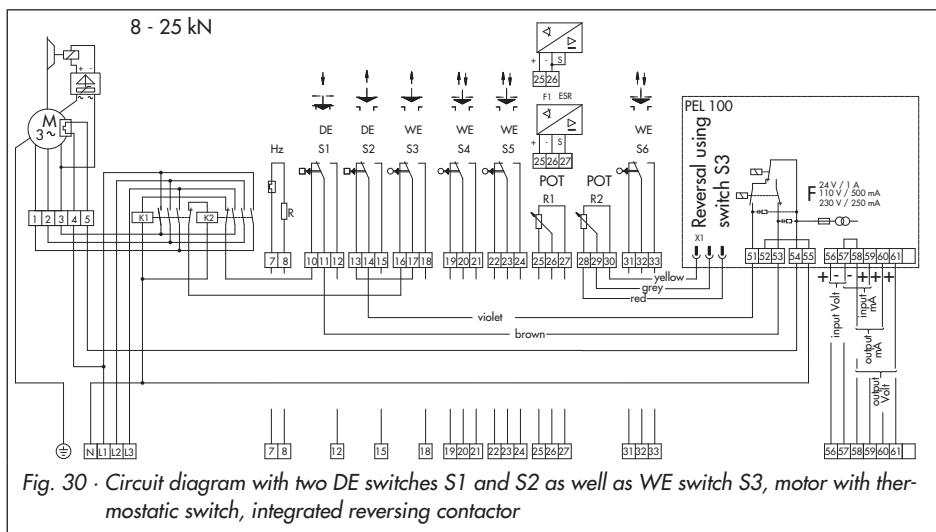 8 - 25 kN
+ - S
25 26
F1 ESR
+ - S
25 26 27
DE DE WE WE WE WE
Hz S1 S2 S3 S4 S5 S6
POT POT
R1 R2
PEL 100
Reversal using
switch S3
X1
F 24 V / 1 A
110 V / 500 mA
230 V / 250 mA
+ -
M
3 ~
K1 K2
R
1 2 3 4 5
7 8 10 11 12 13 14 15 16 17 18 19 20 21 22 23 24 25 26 27 28 29 30 31 32 33
51 52 53 54 55 56 57 58 59 60 61
yellow
grey
red
violet
brown
+ - - + + + +
input Volt
input mA
output mA
output Volt
N L1 L2 L3
7 8 12 15 18 19 20 21 22 23 24 25 26 27 31 32 33 56 57 58 59 60 61
Fig. 30 · Circuit diagram with two DE switches S1 and S2 as well as WE switch S3, motor with ther-
mostatic switch, integrated reversing contactor